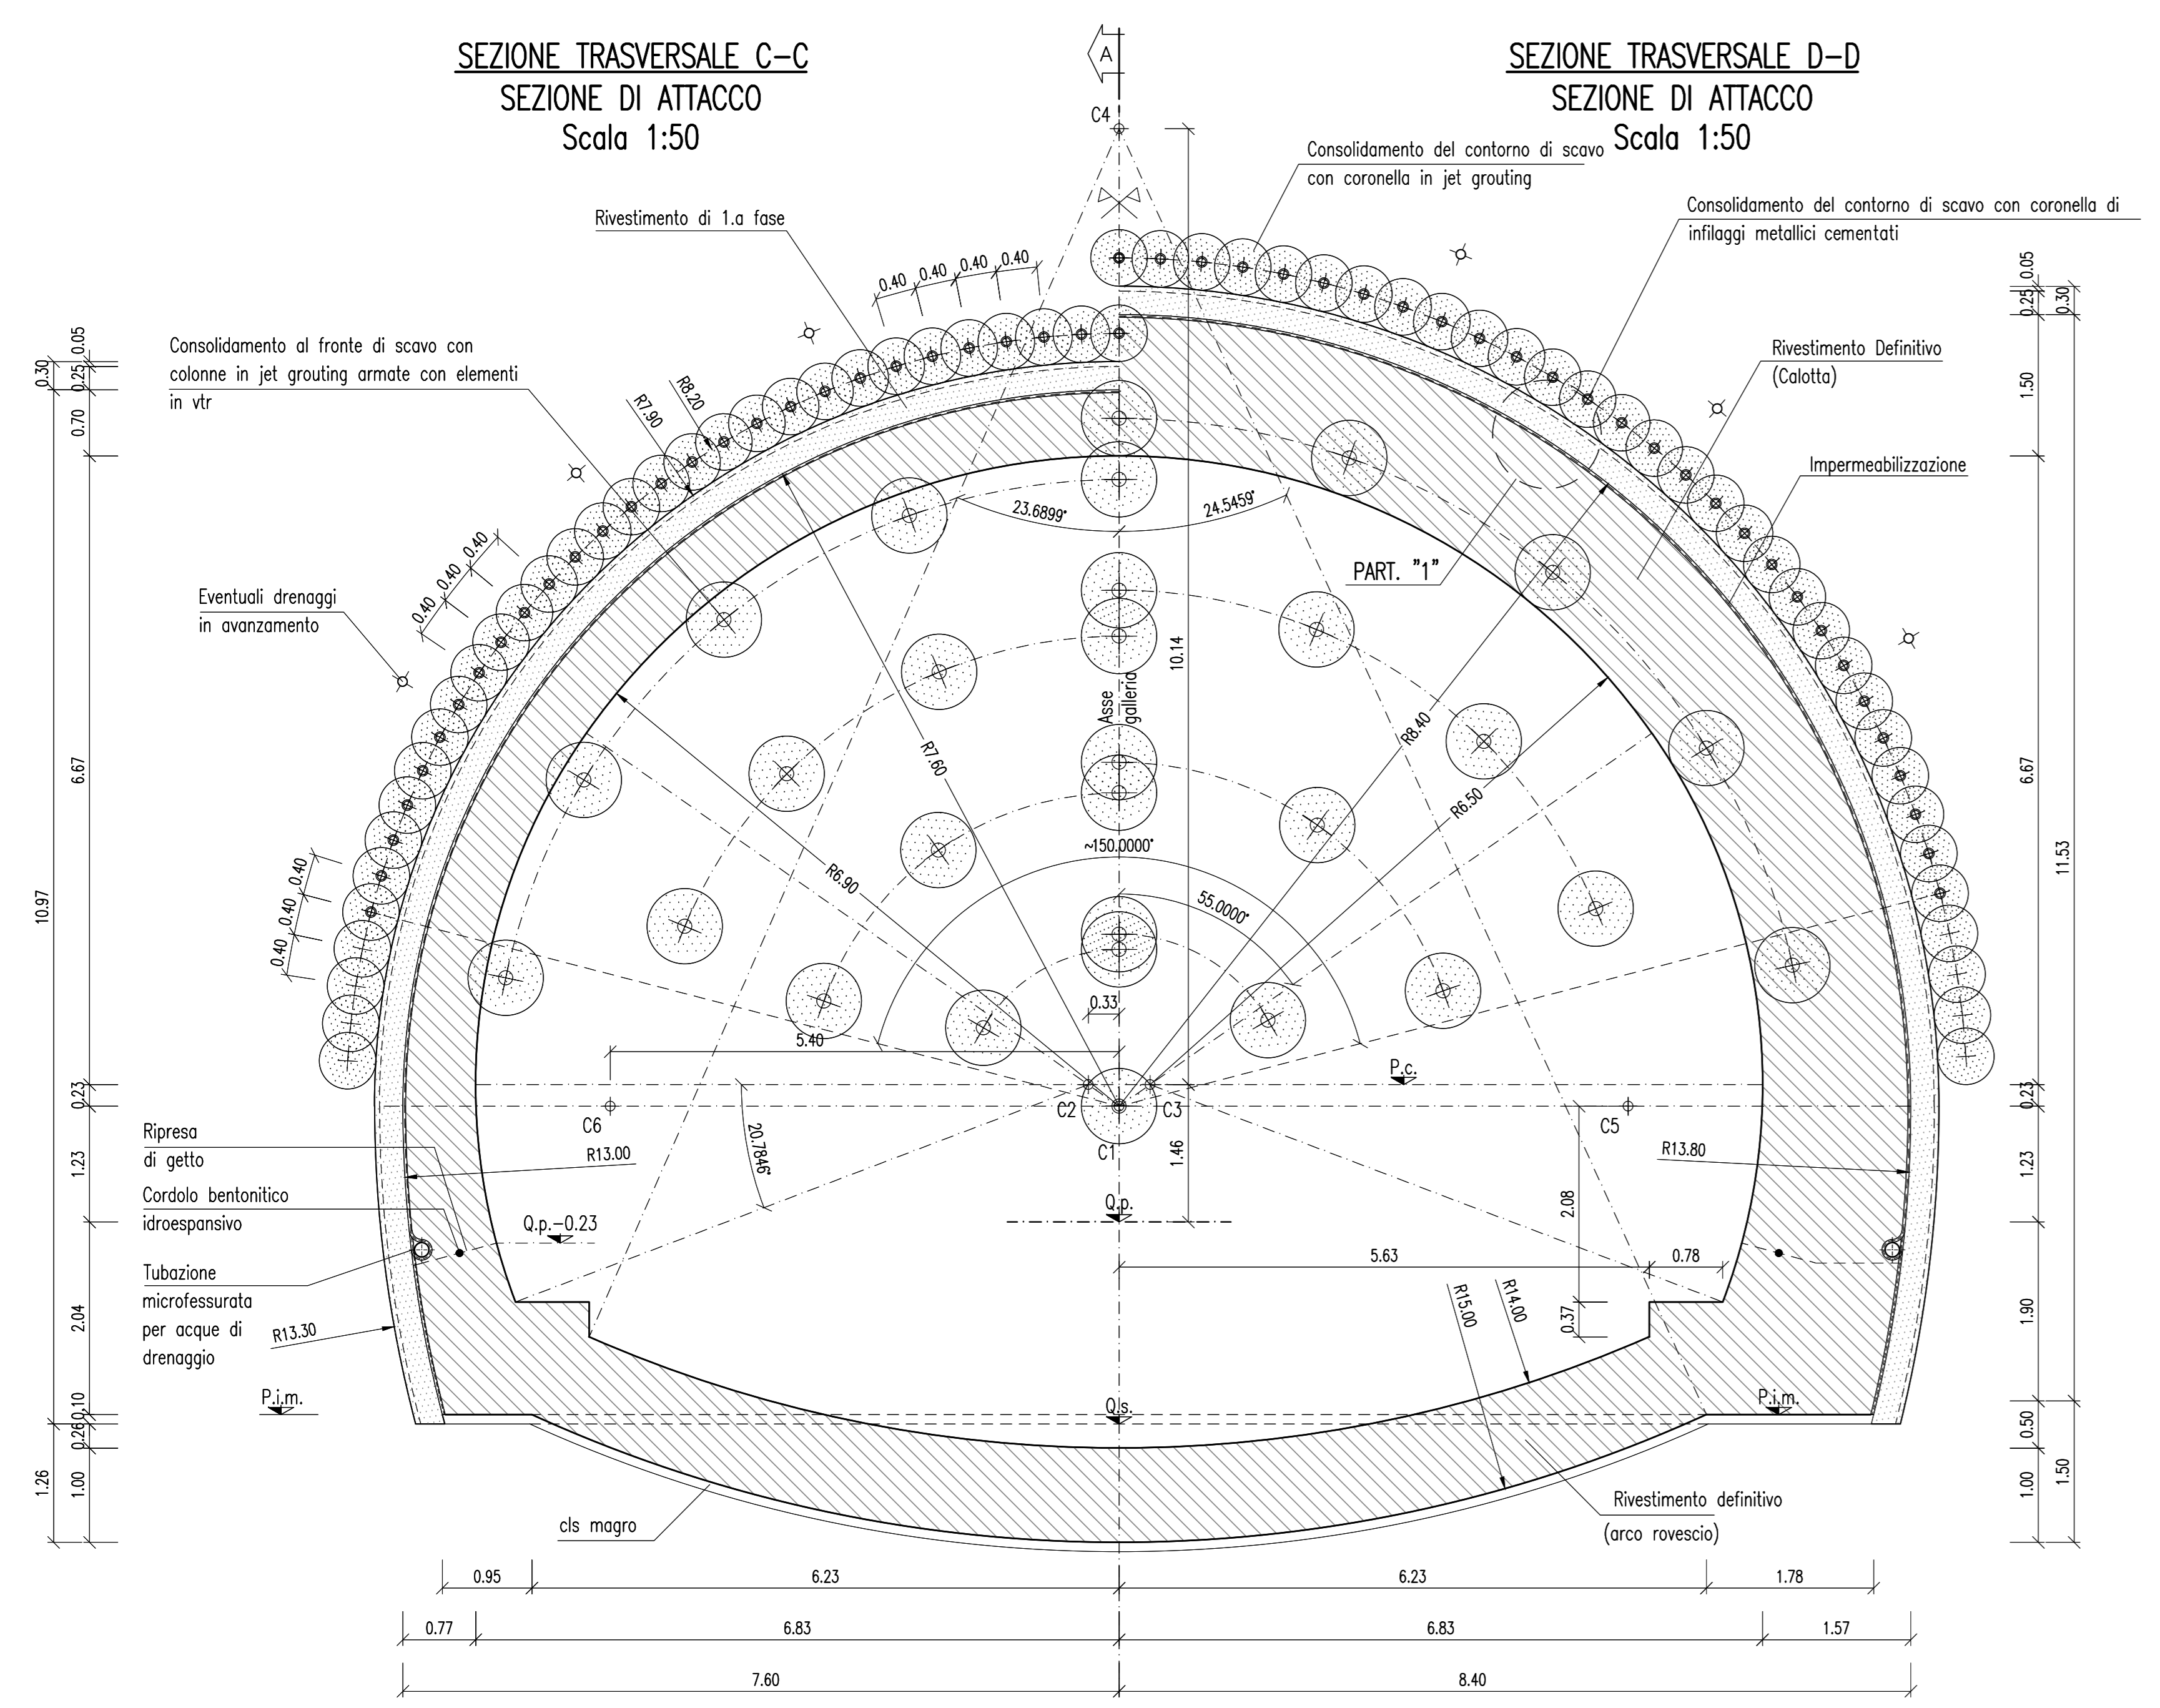 SEZIONE TRASVERSALE C-C
SEZIONE DI ATTACCO
Scala 1:50
A
C4
SEZIONE TRASVERSALE D-D
SEZIONE DI ATTACCO
Scala 1:50
Consolidamento del contorno di scavo
con coronella in jet grouting
Consolidamento del contorno di scavo con coronella di
infilaggi metallici cementati
Rivestimento di 1.a fase
0.40
0.40
0.40
0.40
Consolidamento al fronte di scavo con
colonne in jet grouting armate con elementi
in vtr
R8.20
R7.90
Rivestimento Definitivo
(Calotta)
Impermeabilizzazione
23.6899°
24.5459°
PART. "1"
0.40
0.40
0.40
Eventuali drenaggi
in avanzamento
10.14
Asse
galleria
R7.60
R8.40
R6.90
R6.50
~150.0000°
55.0000°
0.40
0.40
0.40
0.33
5.40
P.c.
C2
C3
C6
C1
C5
20.7846°
1.46
R13.00
R13.80
Ripresa
di getto
Cordolo bentonitico
idroespansivo
Q.p.-0.23
Q.p.
2.08
5.63
0.78
0.37
Tubazione
microfessurata
per acque di
drenaggio
R13.30
R15.00
R14.00
P.i.m.
Q.s.
P.i.m.
cls magro
Rivestimento definitivo
(arco rovescio)
0.30
10.97
1.26
0.05
0.25
0.70
6.67
0.23
1.23
2.04
0.10
0.26
1.00
0.05
0.25
1.50
6.67
0.23
1.23
1.90
0.50
1.00
0.30
11.53
1.50
0.95
6.23
6.23
1.78
0.77
6.83
6.83
1.57
7.60
8.40